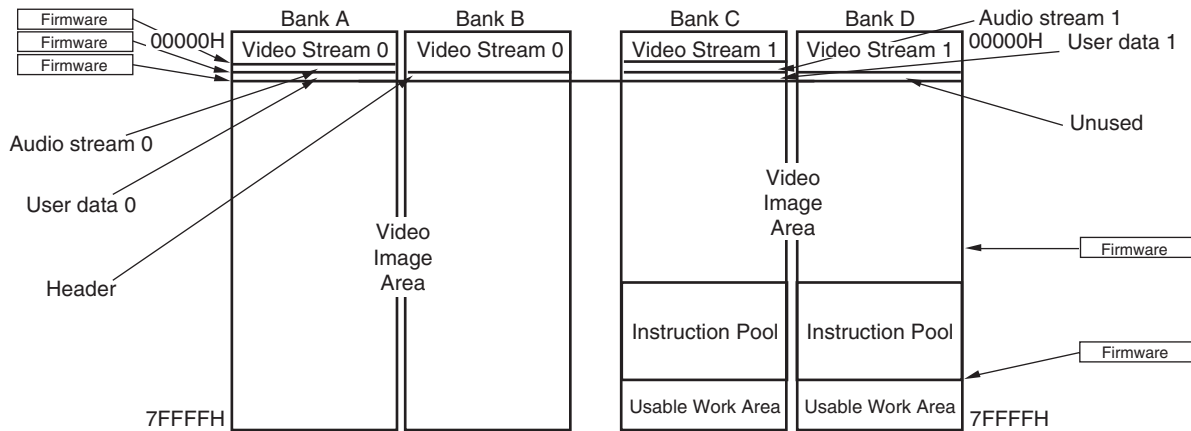 Firmware
Firmware
Firmware
00000H
Bank A
Bank B
Bank C
Bank D
Video Stream 0
Video Stream 0
Video Stream 1
Video Stream 1
00000H
Audio stream 1
User data 1
Audio stream 0
Unused
User data 0
Header
Video
Image
Area
Video
Image
Area
Firmware
Instruction Pool
Instruction Pool
Firmware
Usable Work Area
Usable Work Area
7FFFFH
7FFFFH